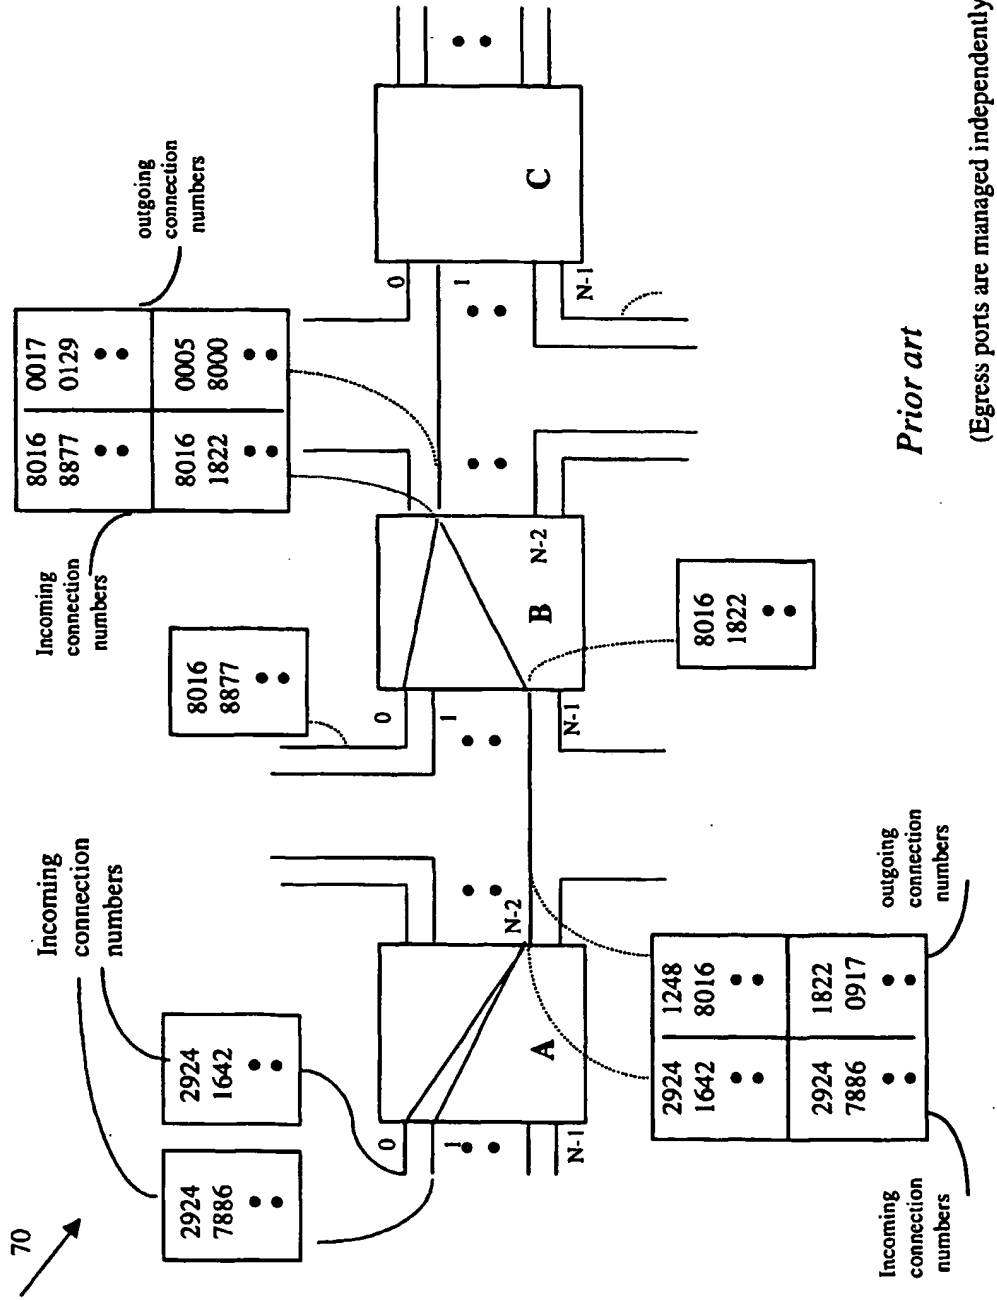 70
2924
7886
2924
1642
Incoming
connection
numbers
0
1
N-1
A
N-2
2924 1248
1642 8016
2924 1822
7886 0917
Incoming
connection
numbers
outgoing
connection
numbers
8016
8877
0
1
N-1
B
N-2
8016
1822
Incoming
connection
numbers
8016 0017
8877 0129
8016 0005
1822 8000
outgoing
connection
numbers
0
1
N-1
C
Prior art
(Egress ports are managed independently